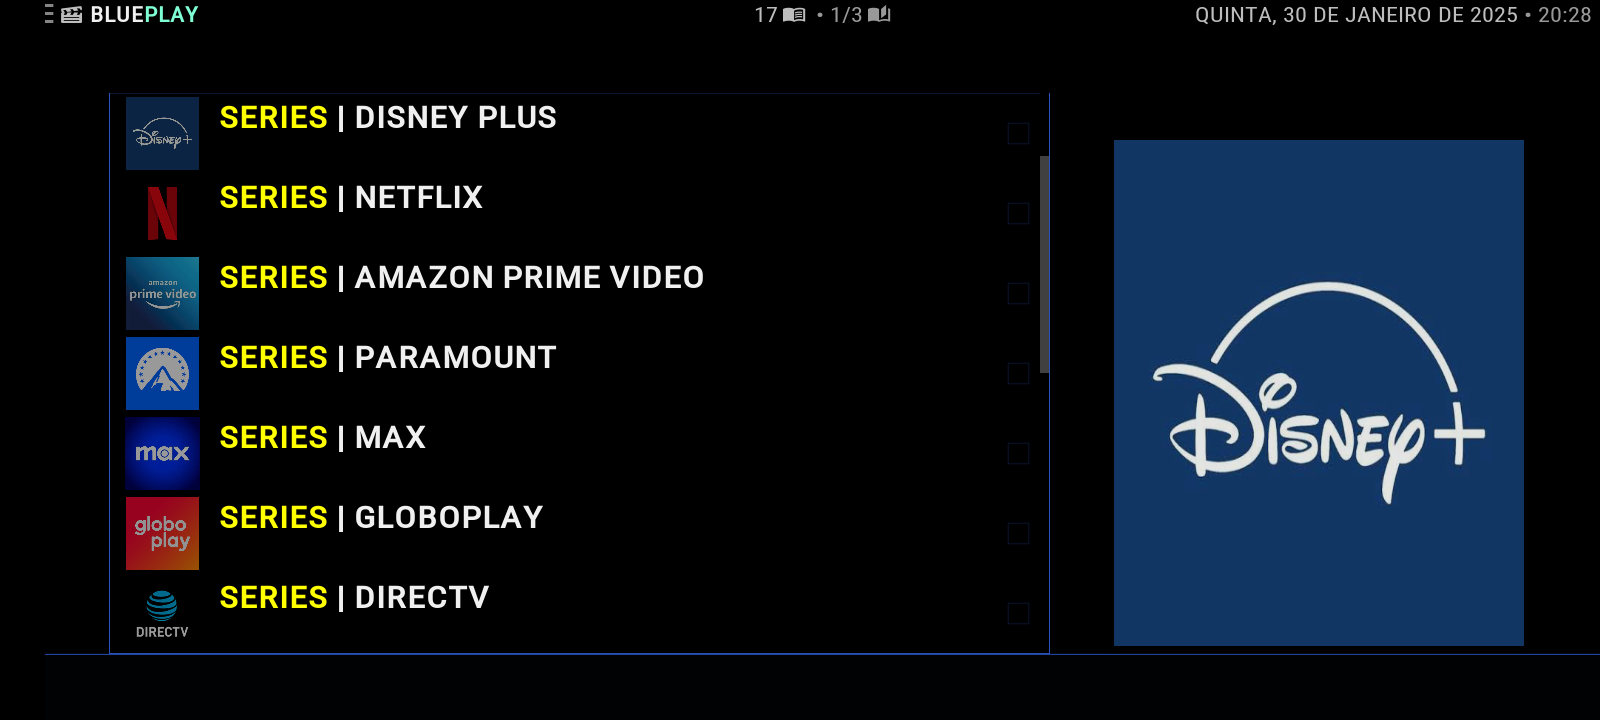 BLUEPLAY
17 • 1/3
QUINTA, 30 DE JANEIRO DE 2025 • 20:28
DISNEY+
SERIES | DISNEY PLUS
SERIES | NETFLIX
amazon
prime video
SERIES | AMAZON PRIME VIDEO
SERIES | PARAMOUNT
max
SERIES | MAX
globo
play
SERIES | GLOBOPLAY
DIRECTV
SERIES | DIRECTV
DISNEY+